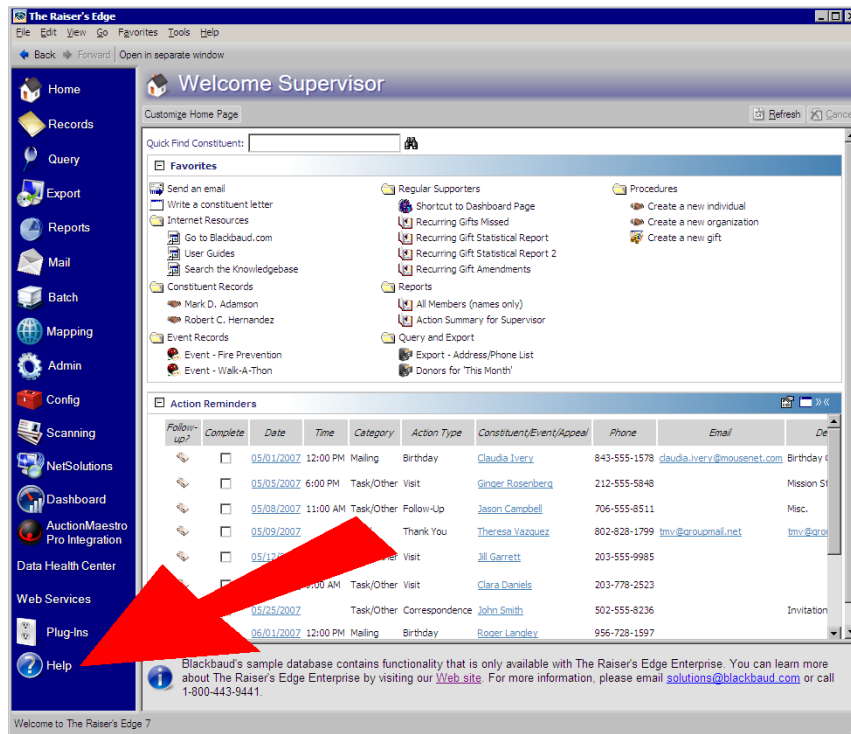 The Raiser's Edge
File Edit View Go Favorites Tools Help
Back Forward Open in separate window
Home
Records
Query
Export
Reports
Mail
Batch
Mapping
Admin
Config
Scanning
NetSolutions
Dashboard
AuctionMaestro
Pro Integration
Data Health Center
Web Services
Plug-Ins
Help
Welcome Supervisor
Customize Home Page Refresh
Quick Find Constituent:
Favorites
Send an email
Write a constituent letter
Internet Resources
Go to Blackbaud.com
User Guides
Search the Knowledgebase
Constituent Records
Mark D. Adamson
Robert C. Hernandez
Event Records
Event - Fire Prevention
Event - Walk-A-Thon
Regular Supporters
Shortcut to Dashboard Page
Recurring Gifts Missed
Recurring Gift Statistical Report
Recurring Gift Statistical Report 2
Recurring Gift Amendments
Reports
All Members (names only)
Action Summary for Supervisor
Query and Export
Export - Address/Phone List
Donors for 'This Month'
Procedures
Create a new individual
Create a new organization
Create a new gift
Action Reminders
Follow-up? Complete Date Time Category Action Type Constituent/Event/Appeal Phone Email De
05/01/2007 12:00 PM Mailing Birthday Claudia Ivery 843-555-1578 claudia.ivery@mousenet.com Birthday
05/05/2007 6:00 PM Task/Other Visit Ginger Rosenberg 212-555-5848 Mission St
05/08/2007 11:00 AM Task/Other Follow-Up Jason Campbell 706-555-8511 Misc.
05/09/2007 Thank You Theresa Vazquez 802-828-1799 tmv@groupmail.net tmv@grou
05/12 Visit Jill Garrett 203-555-9985
AM Task/Other Visit Clara Daniels 203-778-2523
05/25/2007 Task/Other Correspondence John Smith 502-555-8236 Invitation
06/01/2007 12:00 PM Mailing Birthday Roger Langley 956-728-1597
Blackbaud's sample database contains functionality that is only available with The Raiser's Edge Enterprise. You can learn more
about The Raiser's Edge Enterprise by visiting our Web site. For more information, please email solutions@blackbaud.com or call
1-800-443-9441.
Welcome to The Raiser's Edge 7